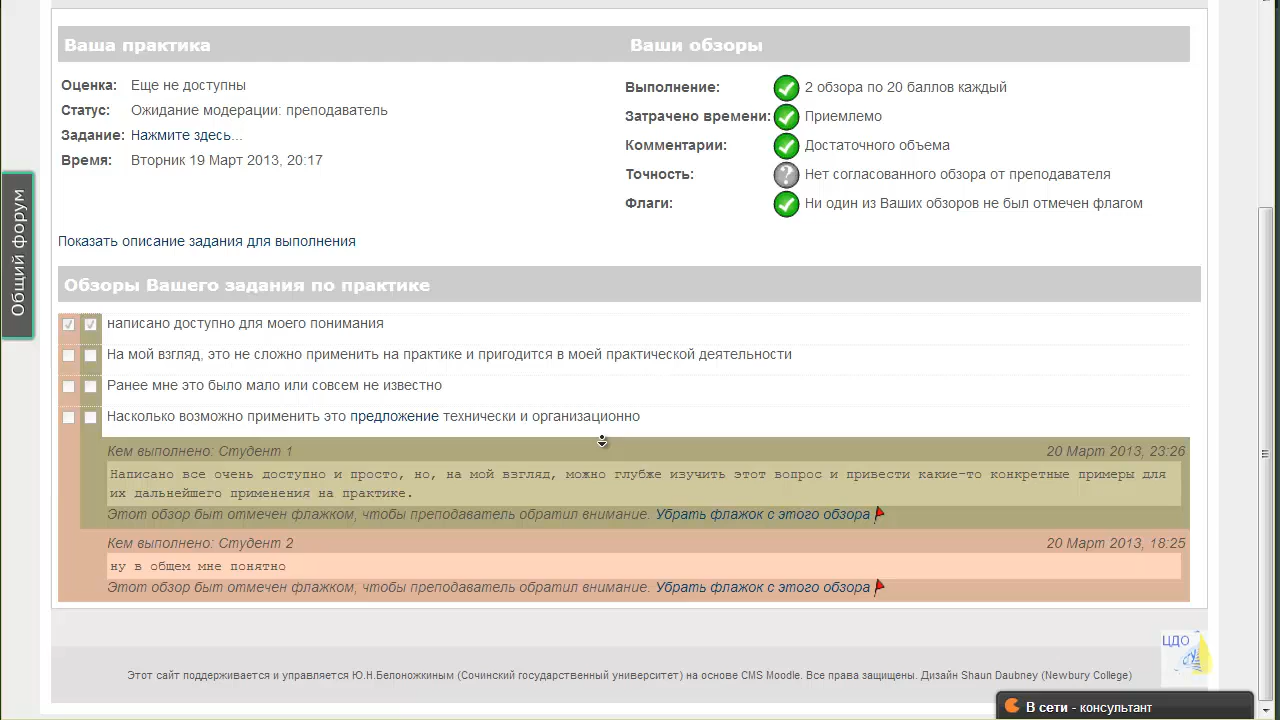 Ваша практика
Ваши обзоры
Оценка: Еще не доступны
Статус: Ожидание модерации: преподаватель
Задание: Нажмите здесь...
Время: Вторник 19 Март 2013, 20:17
Выполнение: 2 обзора по 20 баллов каждый
Затрачено времени: Приемлемо
Комментарии: Достаточного объема
Точность: Нет согласованного обзора от преподавателя
Флаги: Ни один из Ваших обзоров не был отмечен флагом
Общий форум
Показать описание задания для выполнения
Обзоры Вашего задания по практике
написано доступно для моего понимания
На мой взгляд, это не сложно применить на практике и пригодится в моей практической деятельности
Ранее мне это было мало или совсем не известно
Насколько возможно применить это предложение технически и организационно
Кем выполнено: Студент 1 20 Март 2013, 23:26
Написано все очень доступно и просто, но, на мой взгляд, можно глубже изучить этот вопрос и привести какие-то конкретные примеры для
их дальнейшего применения на практике.
Этот обзор быт отмечен флажком, чтобы преподаватель обратил внимание. Убрать флажок с этого обзора
Кем выполнено: Студент 2 20 Март 2013, 18:25
ну в общем мне понятно
Этот обзор быт отмечен флажком, чтобы преподаватель обратил внимание. Убрать флажок с этого обзора
ЦДО
Этот сайт поддерживается и управляется Ю.Н.Белоножкиным (Сочинский государственный университет) на основе CMS Moodle. Все права защищены. Дизайн Shaun Daubney (Newbury College)
В сети - консультант